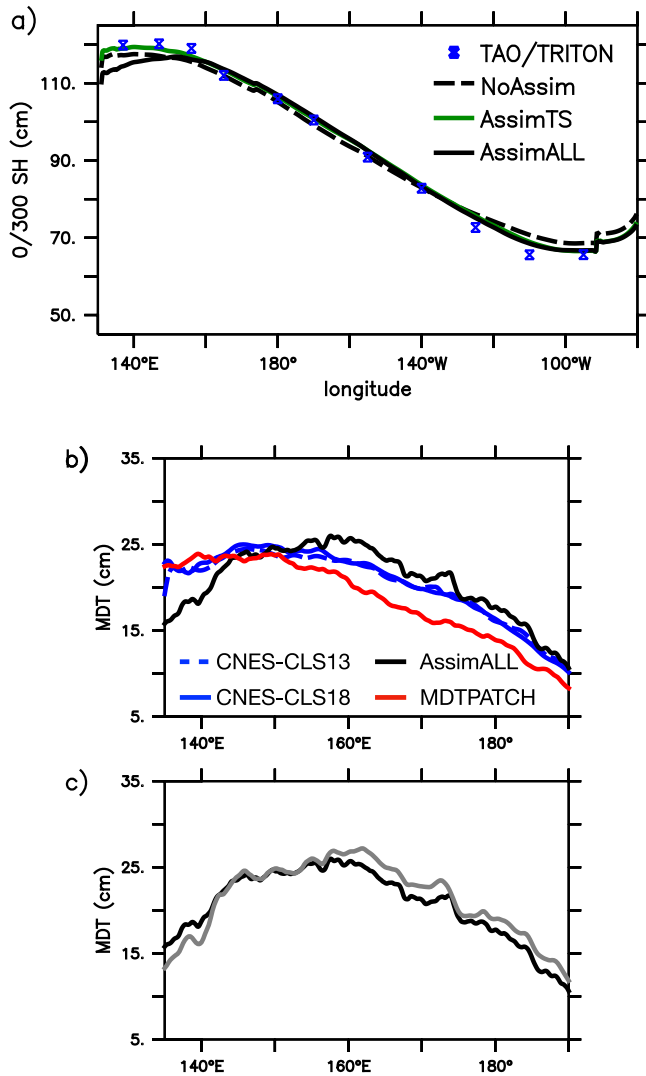 a)
TAO/TRITON
NoAssim
AssimTS
AssimALL
0/300 SH (cm)
110.
90.
70.
50.
140°E 180° 140°W 100°W
longitude
b)
MDT (cm)
35.
25.
15.
5.
CNES-CLS13 AssimALL
CNES-CLS18 MDTPATCH
140°E 160°E 180°
c)
MDT (cm)
35.
25.
15.
5.
140°E 160°E 180°